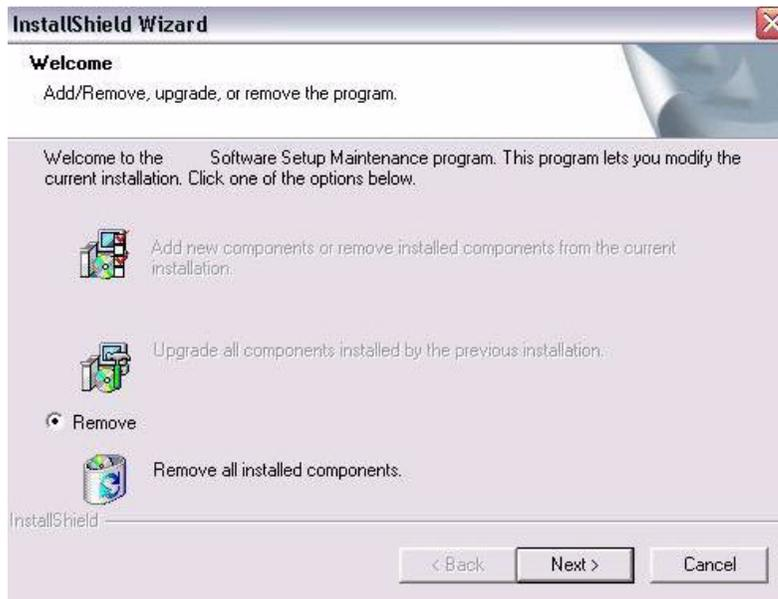 InstallShield Wizard
Welcome
Add/Remove, upgrade, or remove the program.
Welcome to the Software Setup Maintenance program. This program lets you modify the
current installation. Click one of the options below.
Add new components or remove installed components from the current
installation.
Upgrade all components installed by the previous installation.
Remove
Remove all installed components.
InstallShield
< Back Next > Cancel